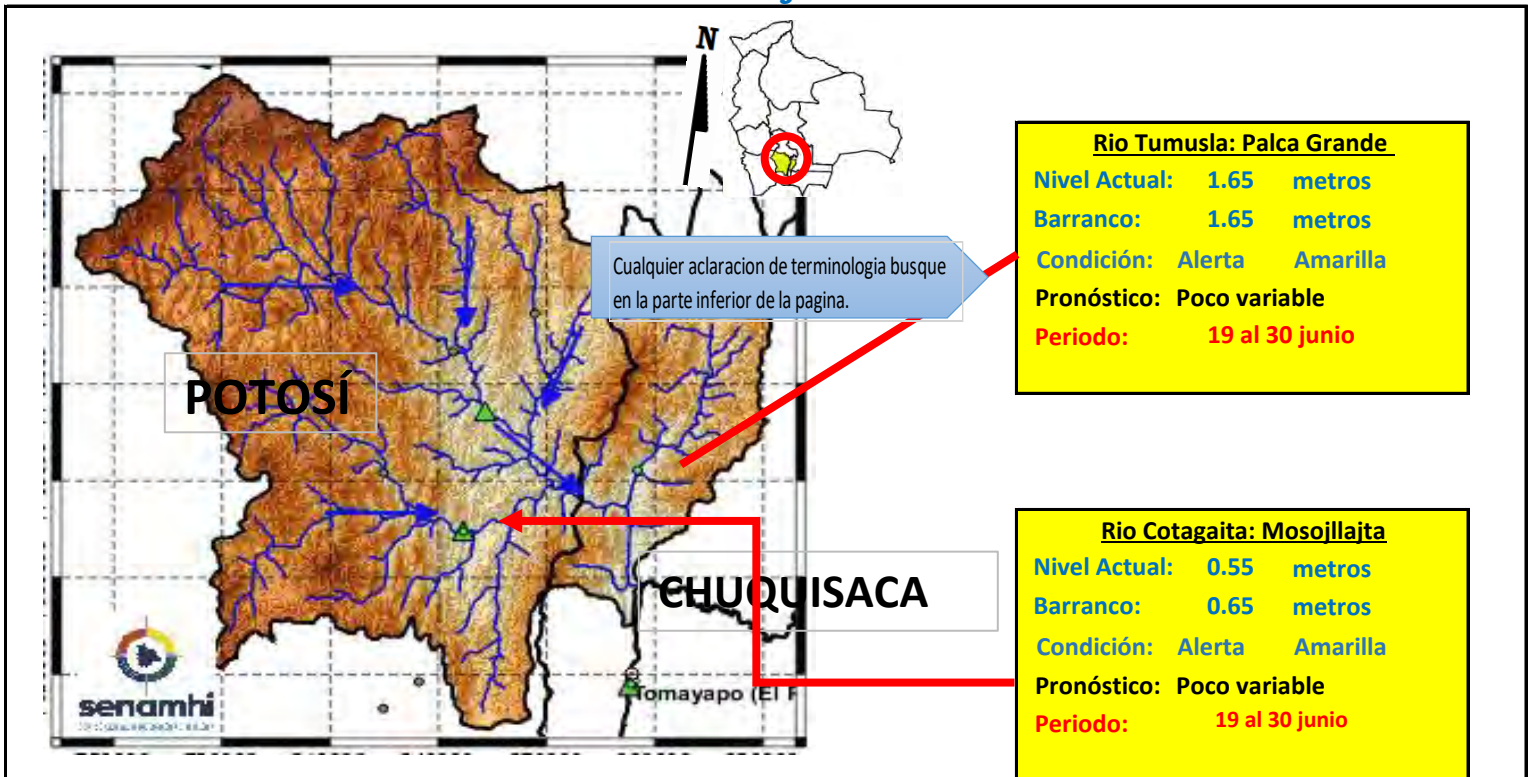 N
Rio Tumusla: Palca Grande
Nivel Actual: 1.65 metros
Barranco: 1.65 metros
Condición: Alerta Amarilla
Pronóstico: Poco variable
Periodo: 19 al 30 junio
Cualquier aclaracion de terminologia busque
en la parte inferior de la pagina.
POTOSÍ
CHUQUISACA
Rio Cotagaita: Mosojllajta
Nivel Actual: 0.55 metros
Barranco: 0.65 metros
Condición: Alerta Amarilla
Pronóstico: Poco variable
Periodo: 19 al 30 junio
senamhi
Tomayapo (El